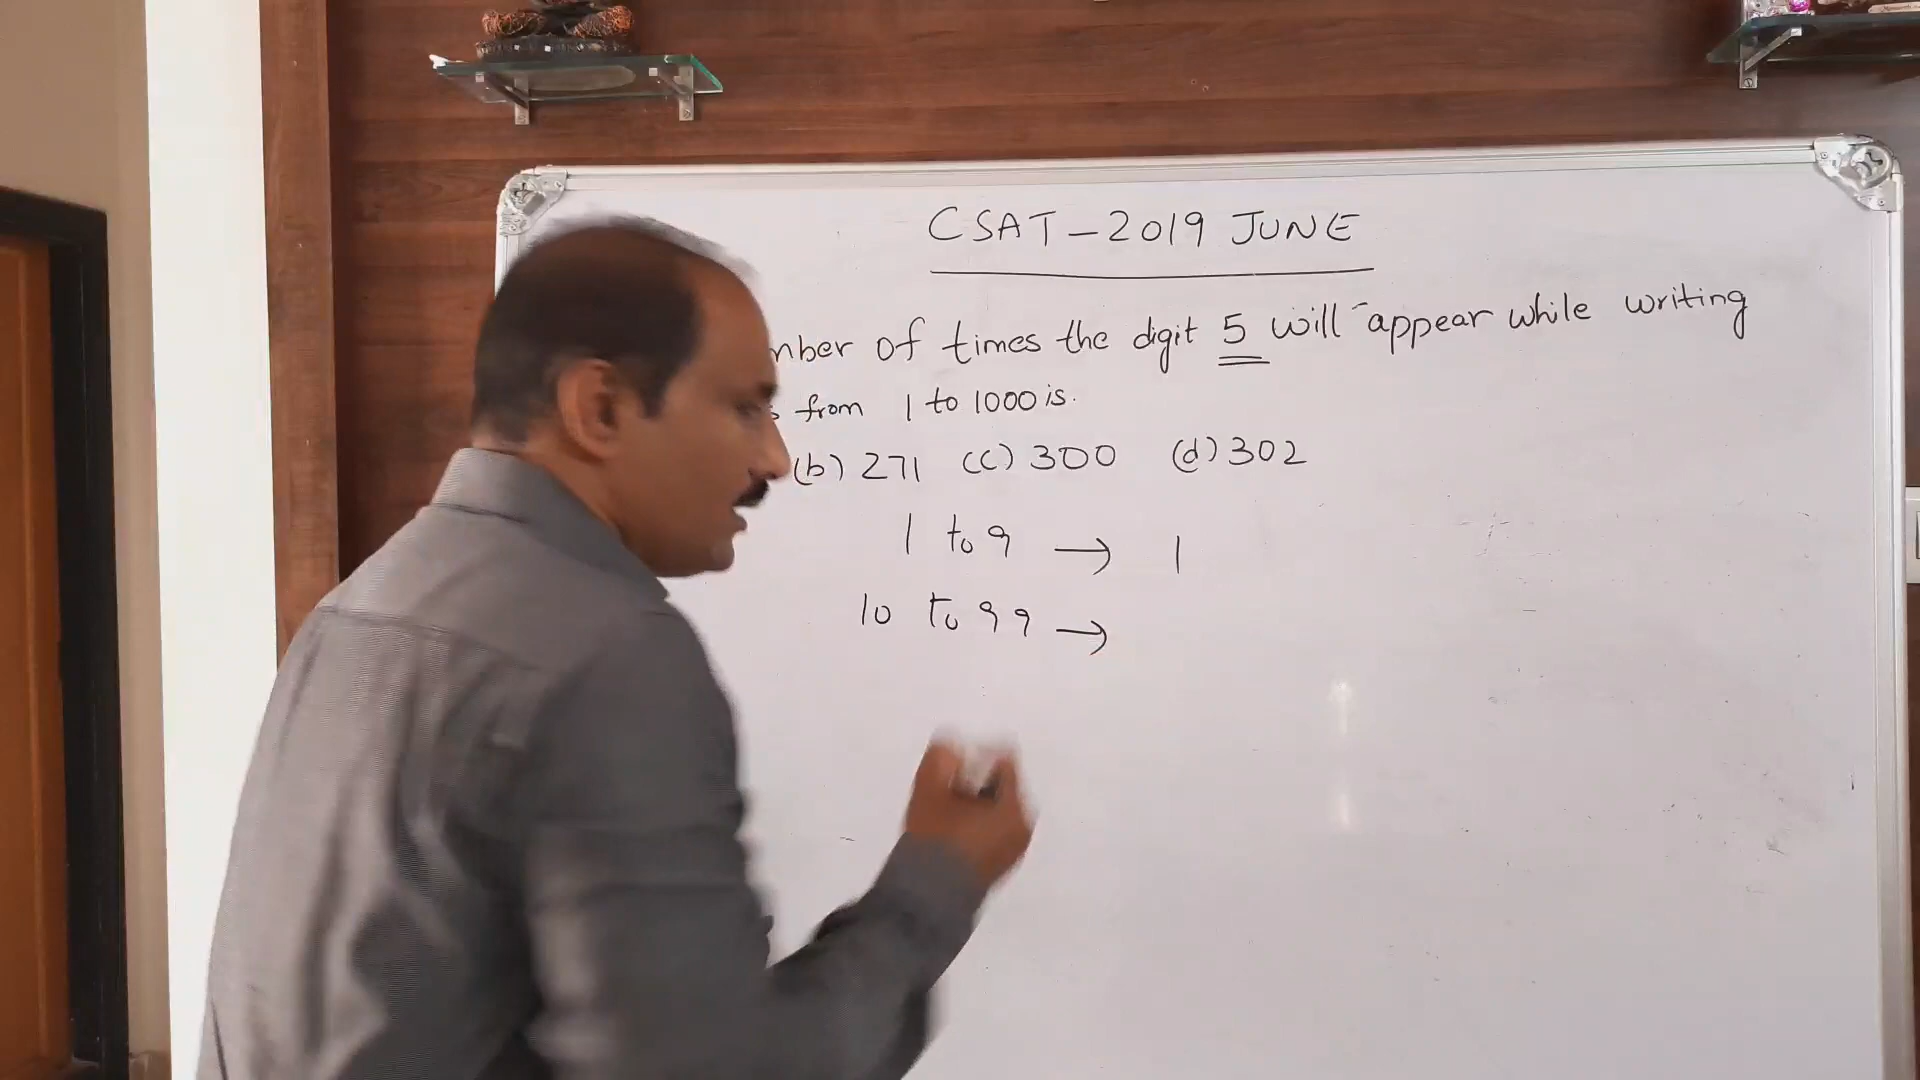 CSAT-2019 JUNE
of times the digit 5 will appear while writing
from 1 to 1000 is.
(b) 271 (c) 300 (d) 302
1 to 9 → 1
10 to 99 →